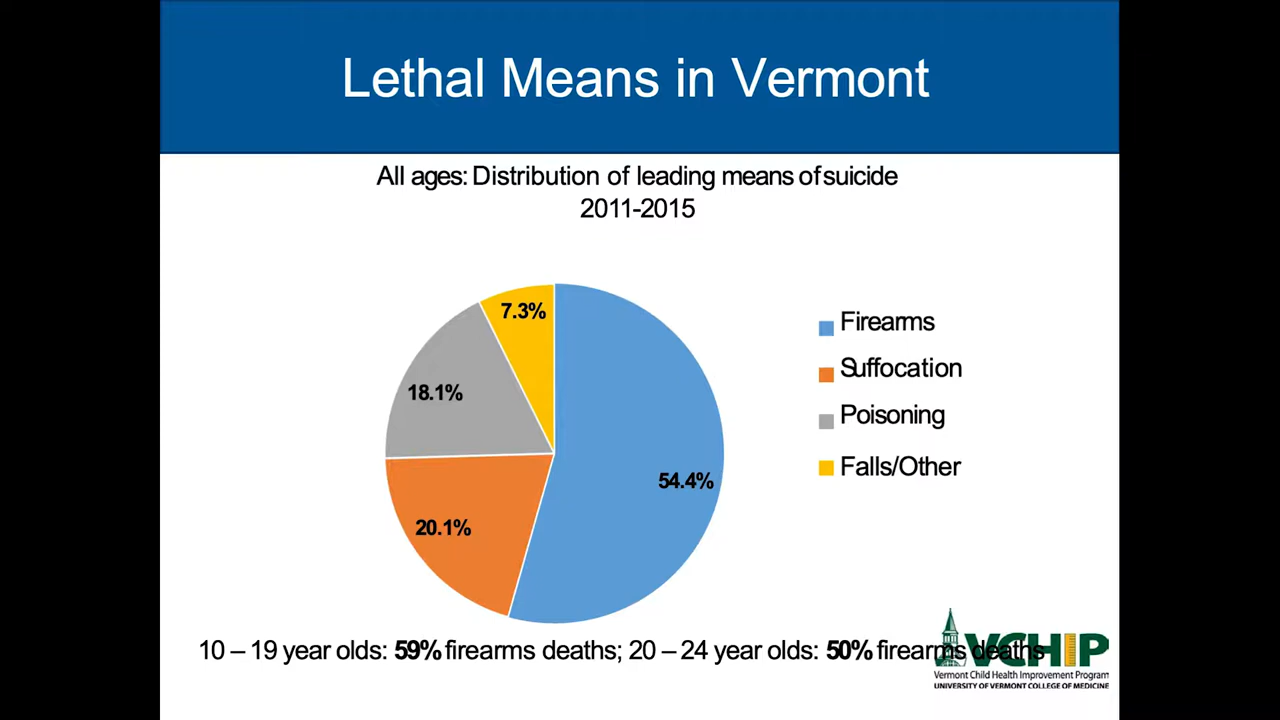 Lethal Means in Vermont
All ages: Distribution of leading means of suicide
2011-2015
7.3%
Firearms
Suffocation
18.1%
Poisoning
Falls/Other
54.4%
20.1%
10 – 19 year olds: 59% firearms deaths; 20 – 24 year olds: 50% firearms deaths
VCHIP
Vermont Child Health Improvement Program
UNIVERSITY OF VERMONT COLLEGE OF MEDICINE